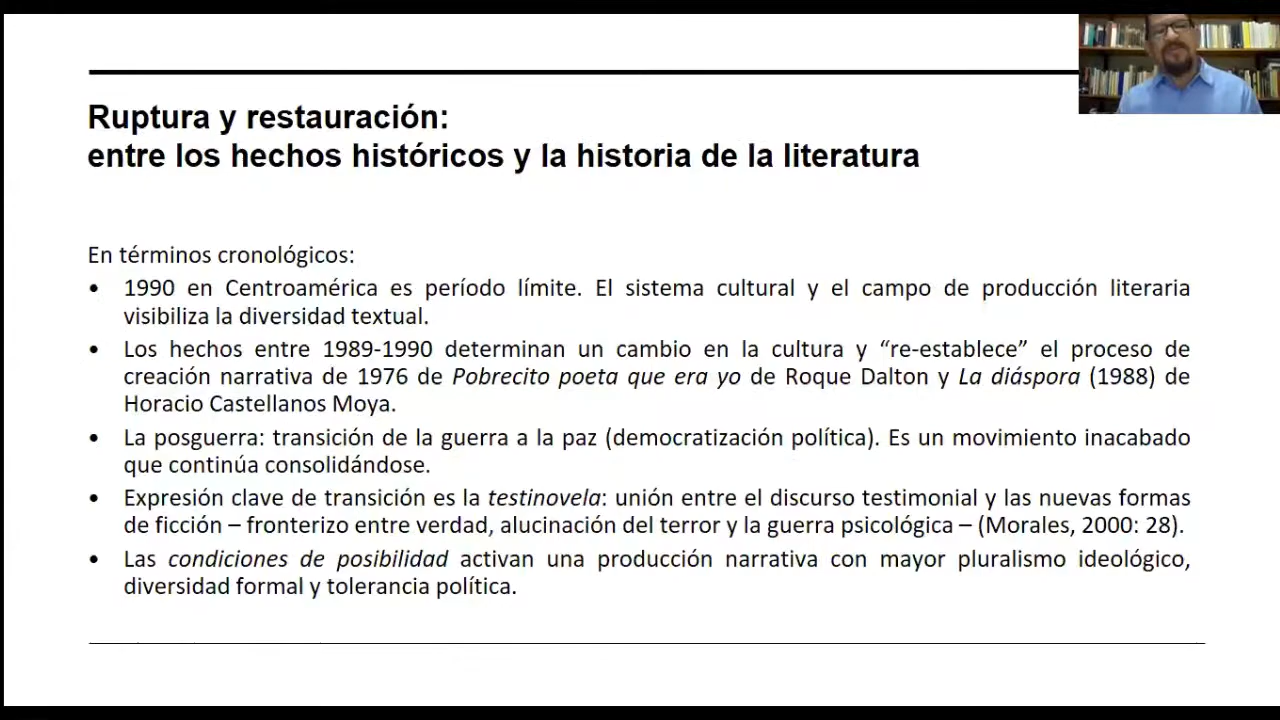 Ruptura y restauración:
entre los hechos históricos y la historia de la literatura
En términos cronológicos:
• 1990 en Centroamérica es período límite. El sistema cultural y el campo de producción literaria
visibiliza la diversidad textual.
• Los hechos entre 1989-1990 determinan un cambio en la cultura y “re-establece” el proceso de
creación narrativa de 1976 de Pobrecito poeta que era yo de Roque Dalton y La diáspora (1988) de
Horacio Castellanos Moya.
• La posguerra: transición de la guerra a la paz (democratización política). Es un movimiento inacabado
que continúa consolidándose.
• Expresión clave de transición es la testinovela: unión entre el discurso testimonial y las nuevas formas
de ficción – fronterizo entre verdad, alucinación del terror y la guerra psicológica – (Morales, 2000: 28).
• Las condiciones de posibilidad activan una producción narrativa con mayor pluralismo ideológico,
diversidad formal y tolerancia política.